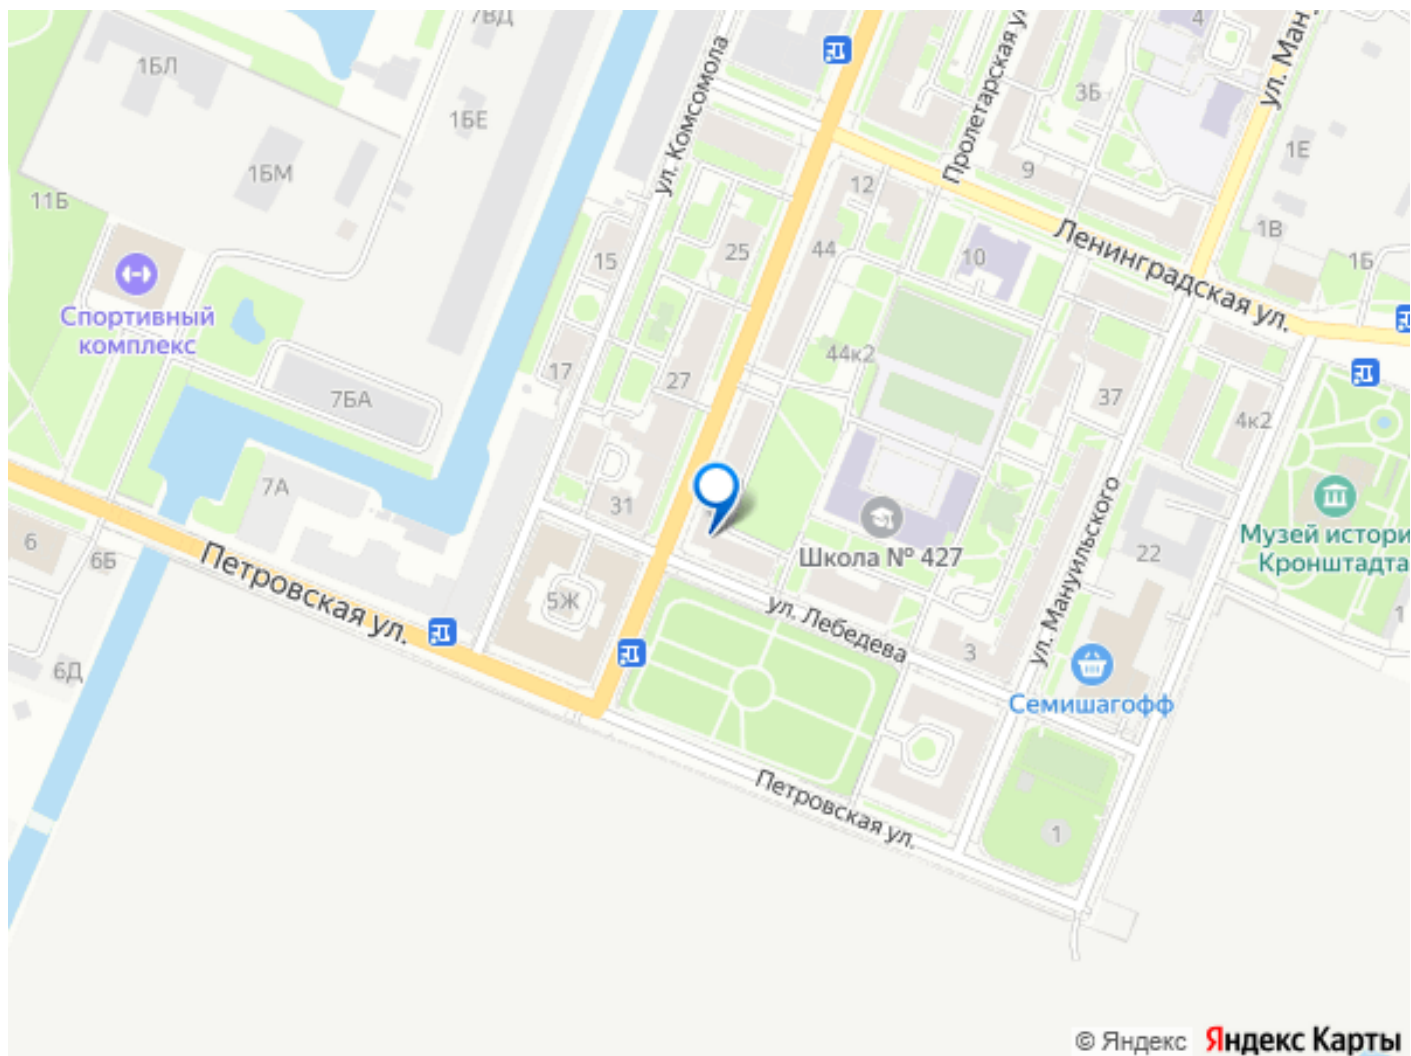 7ВД
4
ул. Ман
1БЛ
3Б
1БЕ
ул. Комсомола
Пролетарская ул
1Е
1БМ
9
12
11Б
1В
44
25
15
10
Ленинградская ул.
1Б
Спортивный
комплекс
44к2
17
27
37
7БА
4к2
7А
31
Музей истори
Кронштадта
6
Школа № 427
22
6Б
ул. Мануильского
Петровская ул.
5Ж
ул. Лебедева
1
3
6Д
Семишагофф
Петровская ул.
1
© Яндекс Яндекс Карты